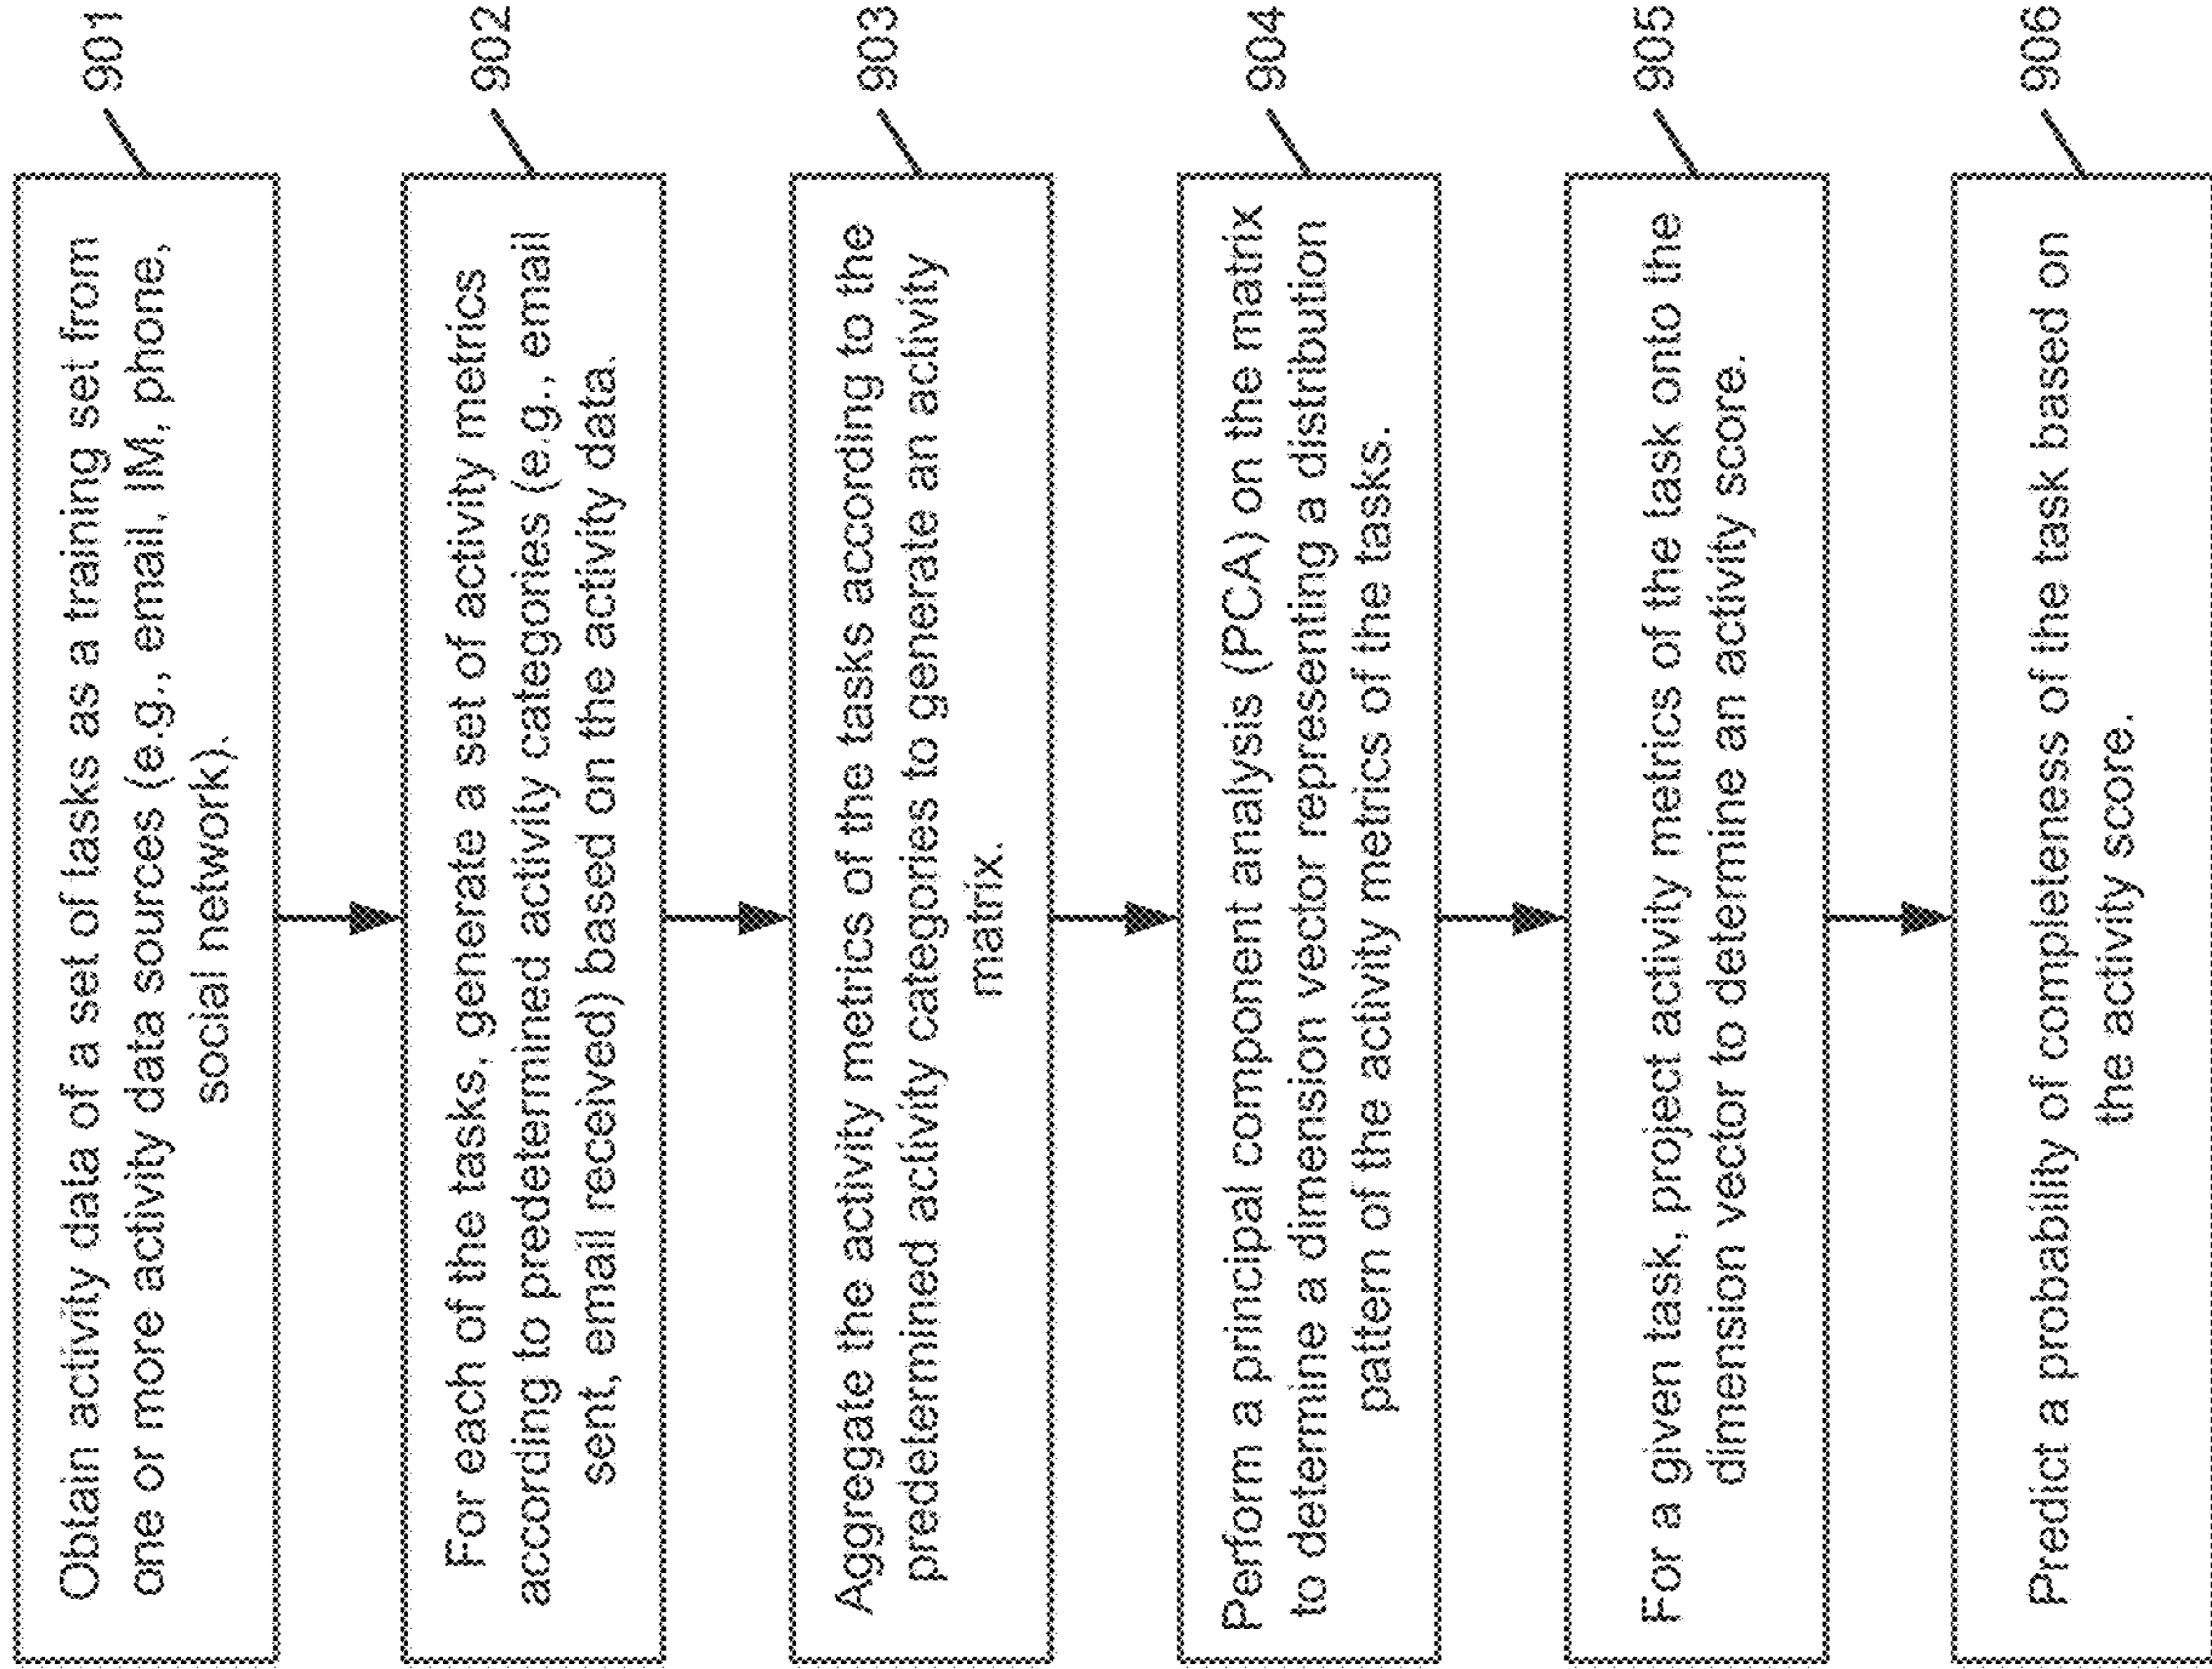 901
Obtain activity data of a set of tasks as a training set from
one or more activity data sources (e.g., email, IM, phone,
social network).
902
For each of the tasks, generate a set of activity metrics
according to predetermined activity categories (e.g., email
sent, email received) based on the activity data.
903
Aggregate the activity metrics of the tasks according to the
predetermined activity categories to generate an activity
matrix.
904
Perform a principal component analysis (PCA) on the matrix
to determine a dimension vector representing a distribution
pattern of the activity metrics of the tasks.
905
For a given task, project activity metrics of the task onto the
dimension vector to determine an activity score.
906
Predict a probability of completeness of the task based on
the activity score.